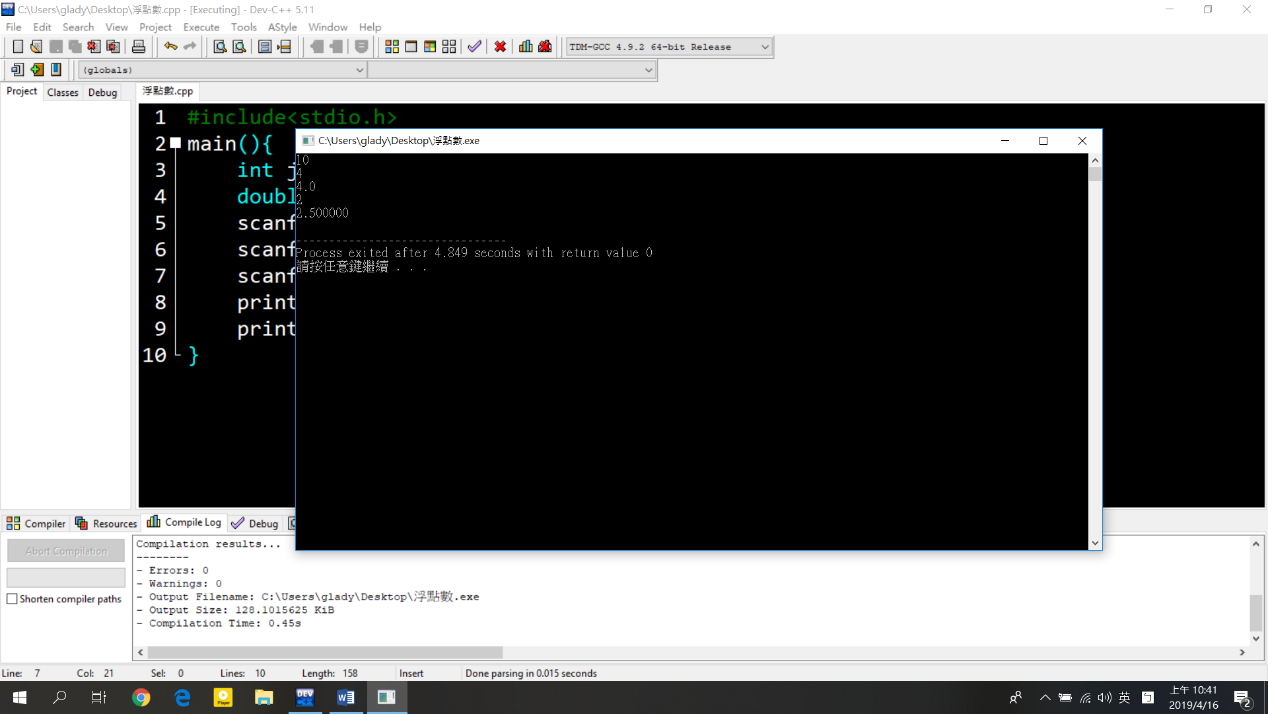 C:\Users\glady\Desktop\浮點數.cpp - [Executing] - Dev-C++ 5.11
File Edit Search View Project Execute Tools AStyle Window Help
TDM-GCC 4.9.2 64-bit Release
(globals)
Project Classes Debug
浮點數.cpp
1 #include<stdio.h>
2 main(){
3 int j
4 doubl
5 scanf
6 scanf
7 scanf
8 print
9 print
10 }
C:\Users\glady\Desktop\浮點數.exe
10
4
4.0
2
2.500000
--------------------------------
Process exited after 4.849 seconds with return value 0
請按任意鍵繼續 . . .
Compiler Resources Compile Log Debug
Abort Compilation
Shorten compiler paths
Compilation results...
--------
- Errors: 0
- Warnings: 0
- Output Filename: C:\Users\glady\Desktop\浮點數.exe
- Output Size: 128.1015625 KiB
- Compilation Time: 0.45s
Line: 7 Col: 21 Sel: 0 Lines: 10 Length: 158 Insert Done parsing in 0.015 seconds
英
上午 10:41
2019/4/16
2